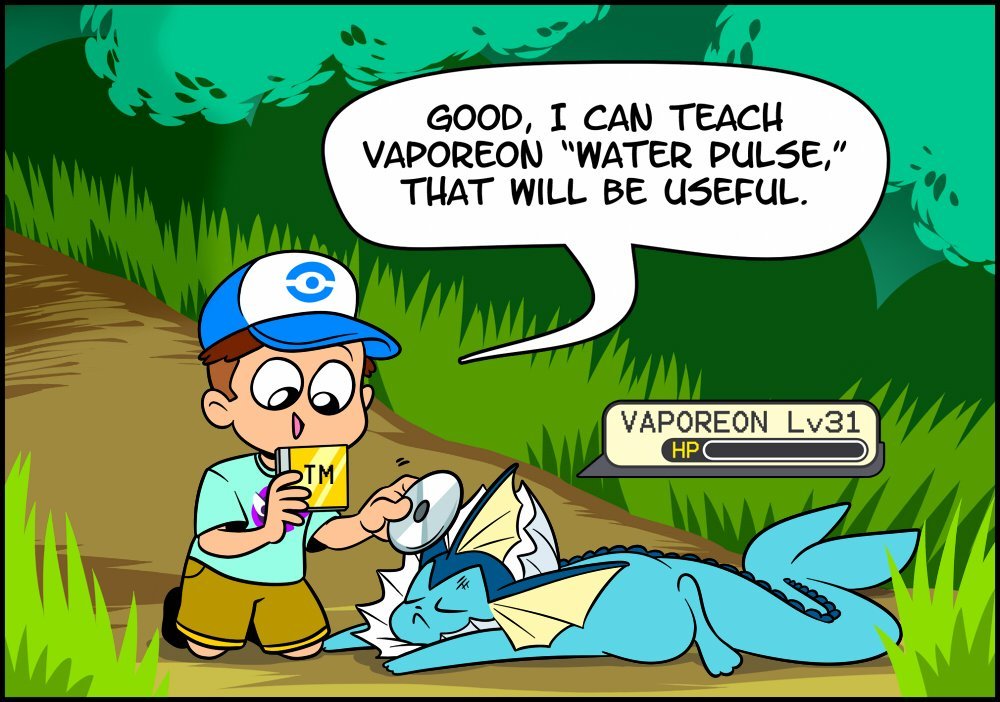 GOOD, I CAN TEACH
VAPOREON "WATER PULSE,"
THAT WILL BE USEFUL.
VAPOREON Lv31
HP
TM